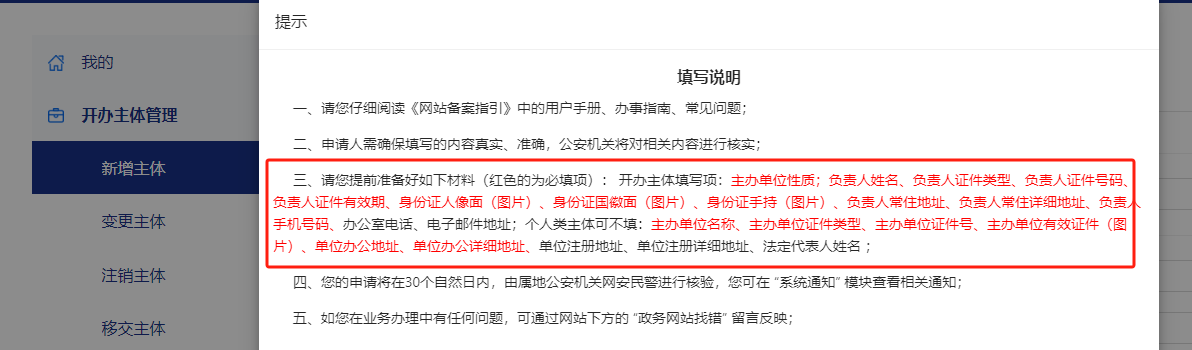 提示
我的
开办主体管理
新增主体
变更主体
注销主体
移交主体
填写说明
一、请您仔细阅读《网站备案指引》中的用户手册、办事指南、常见问题；
二、申请人需确保填写的内容真实、准确，公安机关将对相关内容进行核实；
三、请您提前准备好如下材料（红色的为必填项）： 开办主体填写项：主办单位性质；负责人姓名、负责人证件类型、负责人证件号码、
负责人证件有效期、身份证人像面（图片）、身份证国徽面（图片）、身份证手持（图片）、负责人常住地址、负责人常住详细地址、负责人
手机号码、办公室电话、电子邮件地址；个人类主体可不填：主办单位名称、主办单位证件类型、主办单位证件号、主办单位有效证件（图
片）、单位办公地址、单位办公详细地址、单位注册地址、单位注册详细地址、法定代表人姓名；
四、您的申请将在30个自然日内，由属地公安机关网安民警进行核验，您可在 “系统通知” 模块查看相关通知；
五、如您在业务办理中有任何问题，可通过网站下方的 “政务网站找错” 留言反映；